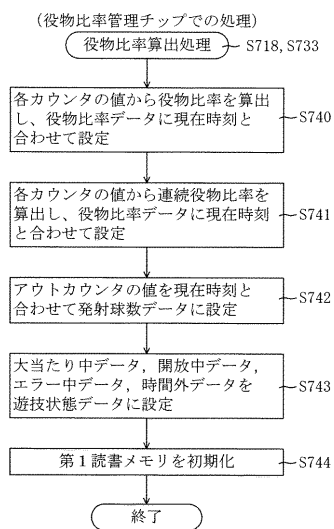 (役物比率管理チップでの処理)
役物比率算出処理
S718,S733
各カウンタの値から役物比率を算出
し、役物比率データに現在時刻と
合わせて設定
S740
各カウンタの値から連続役物比率を
算出し、役物比率データに現在時刻
と合わせて設定
S741
アウトカウンタの値を現在時刻と
合わせて発射球数データに設定
S742
大当たり中データ,開放中データ,
エラー中データ,時間外データを
遊技状態データに設定
S743
第1読書メモリを初期化
S744
終了